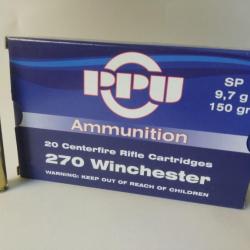 PPU
SP
9,7 g
150 gr
Ammunition
20 Centerfire Rifle Cartridges
270 Winchester
WARNING: KEEP OUT OF REACH OF CHILDREN